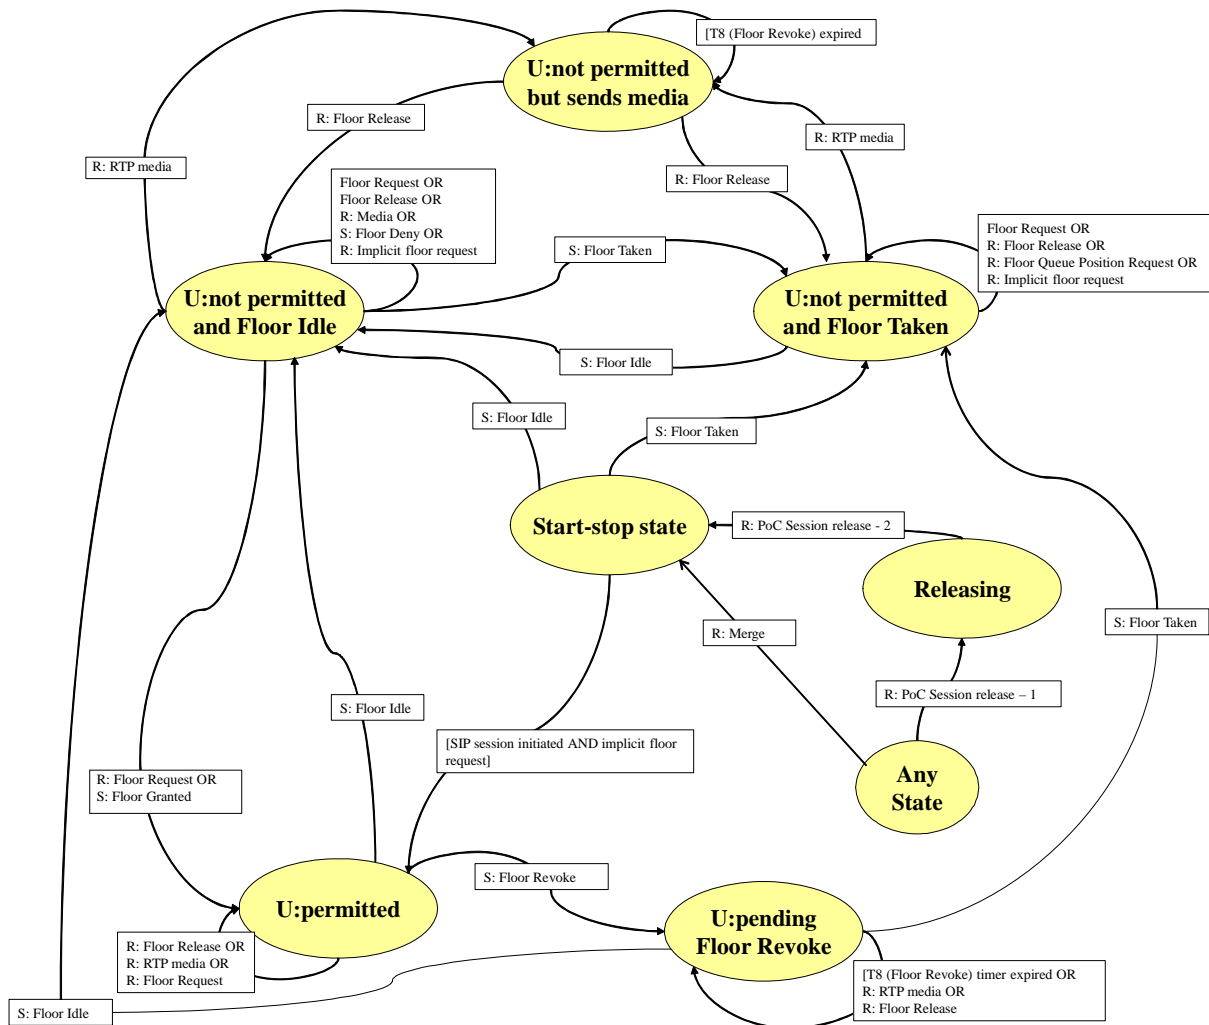 [T8 (Floor Revoke) expired
U:not permitted
but sends media
R: Floor Release
R: RTP media
R: RTP media
R: Floor Release
Floor Request OR
Floor Release OR
R: Media OR
S: Floor Deny OR
R: Implicit floor request
Floor Request OR
R: Floor Release OR
R: Floor Queue Position Request OR
R: Implicit floor request
S: Floor Taken
U:not permitted
and Floor Idle
U:not permitted
and Floor Taken
S: Floor Idle
S: Floor Idle
S: Floor Taken
Start-stop state
R: PoC Session release - 2
Releasing
R: Merge
S: Floor Taken
R: PoC Session release – 1
S: Floor Idle
[SIP session initiated AND implicit floor
request]
Any
State
R: Floor Request OR
S: Floor Granted
S: Floor Revoke
U:permitted
U:pending
Floor Revoke
R: Floor Release OR
R: RTP media OR
R: Floor Request
[T8 (Floor Revoke) timer expired OR
R: RTP media OR
R: Floor Release
S: Floor Idle